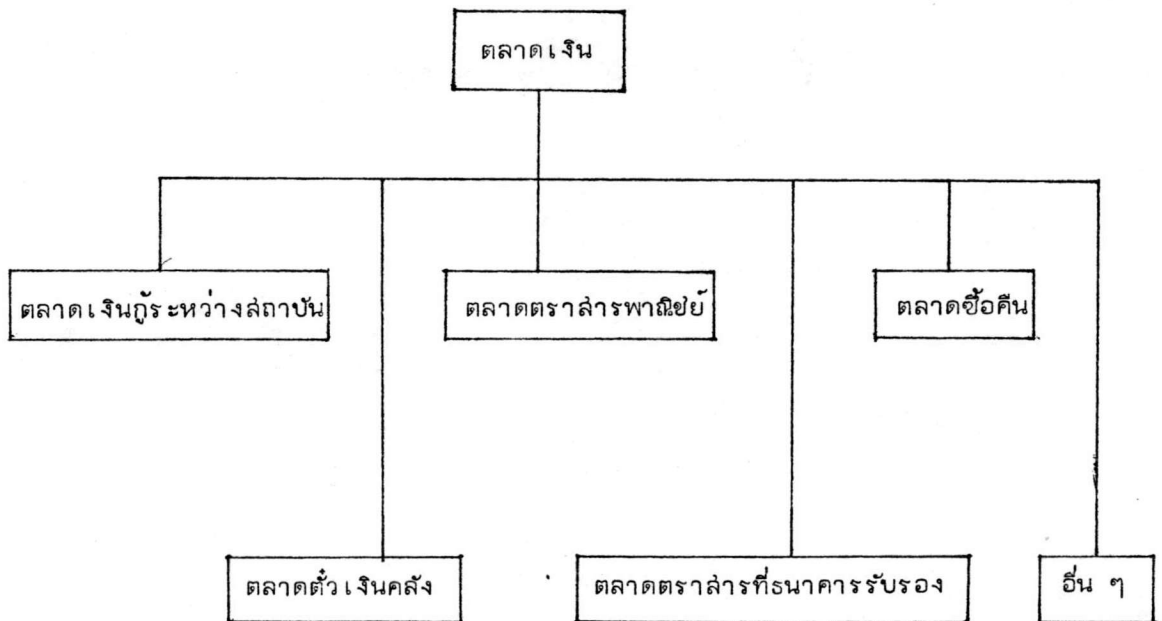 ตลาดเงิน
ตลาดเงินกู้ระหว่างสถาบัน
ตลาดตราสารพาณิชย์
ตลาดซื้อคืน
ตลาดตั๋วเงินคลัง
ตลาดตราสารที่ธนาคารรับรอง
อื่น ๆ